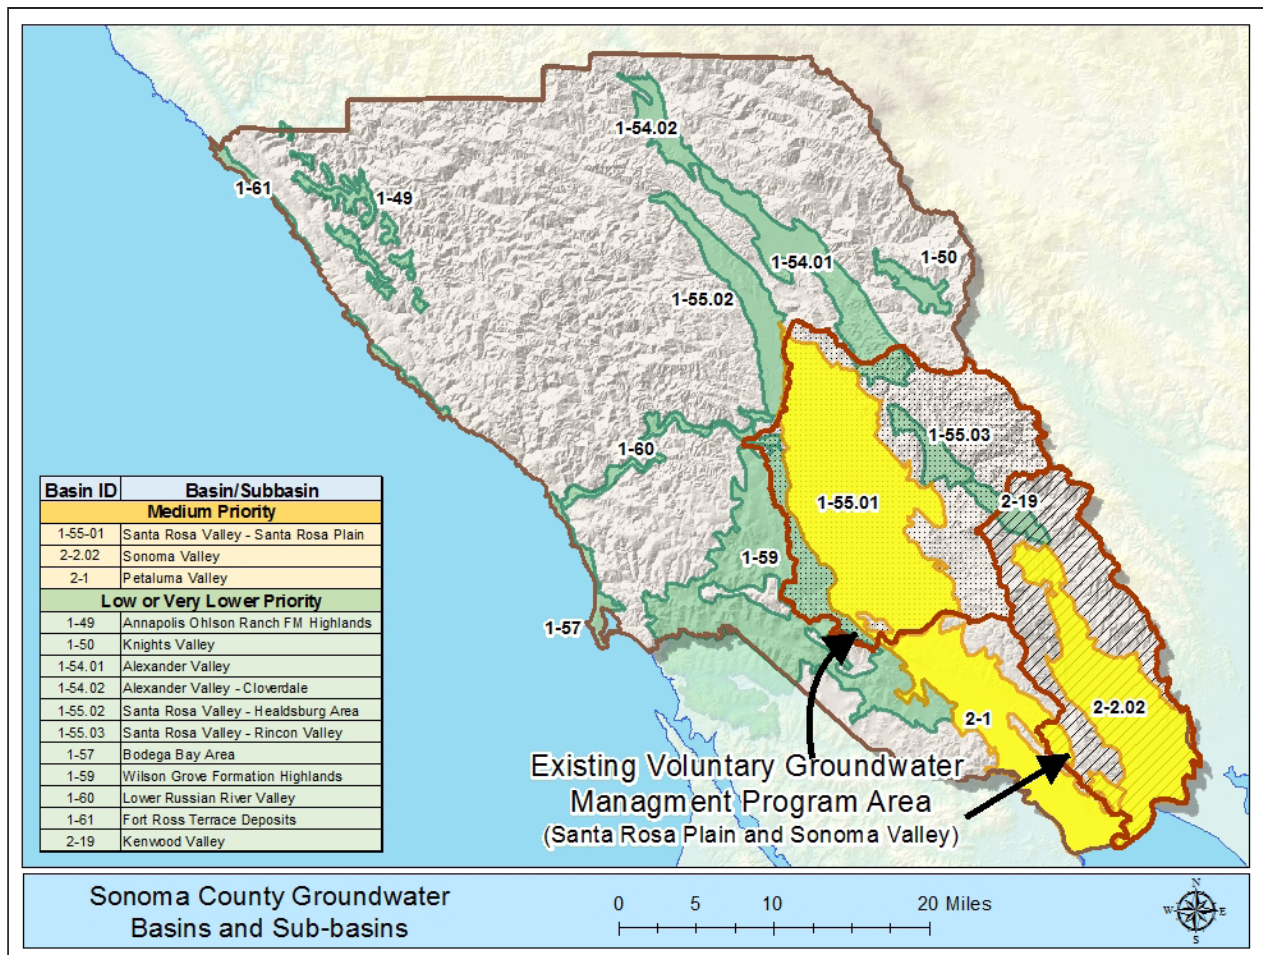 1-54.02
1-61
1-49
1-50
1-54.01
1-55.02
1-55.03
1-60
2-19
1-55.01
1-59
1-57
2-2.02
2-1
Existing Voluntary Groundwater
Managment Program Area
(Santa Rosa Plain and Sonoma Valley)
Basin ID Basin/Subbasin
Medium Priority
1-55-01 Santa Rosa Valley - Santa Rosa Plain
2-2.02 Sonoma Valley
2-1 Petaluma Valley
Low or Very Lower Priority
1-49 Annapolis Ohlson Ranch FM Highlands
1-50 Knights Valley
1-54.01 Alexander Valley
1-54.02 Alexander Valley - Cloverdale
1-55.02 Santa Rosa Valley - Healdsburg Area
1-55.03 Santa Rosa Valley - Rincon Valley
1-57 Bodega Bay Area
1-59 Wilson Grove Formation Highlands
1-60 Lower Russian River Valley
1-61 Fort Ross Terrace Deposits
2-19 Kenwood Valley
Sonoma County Groundwater
Basins and Sub-basins
0 5 10 20 Miles
N
W E
S